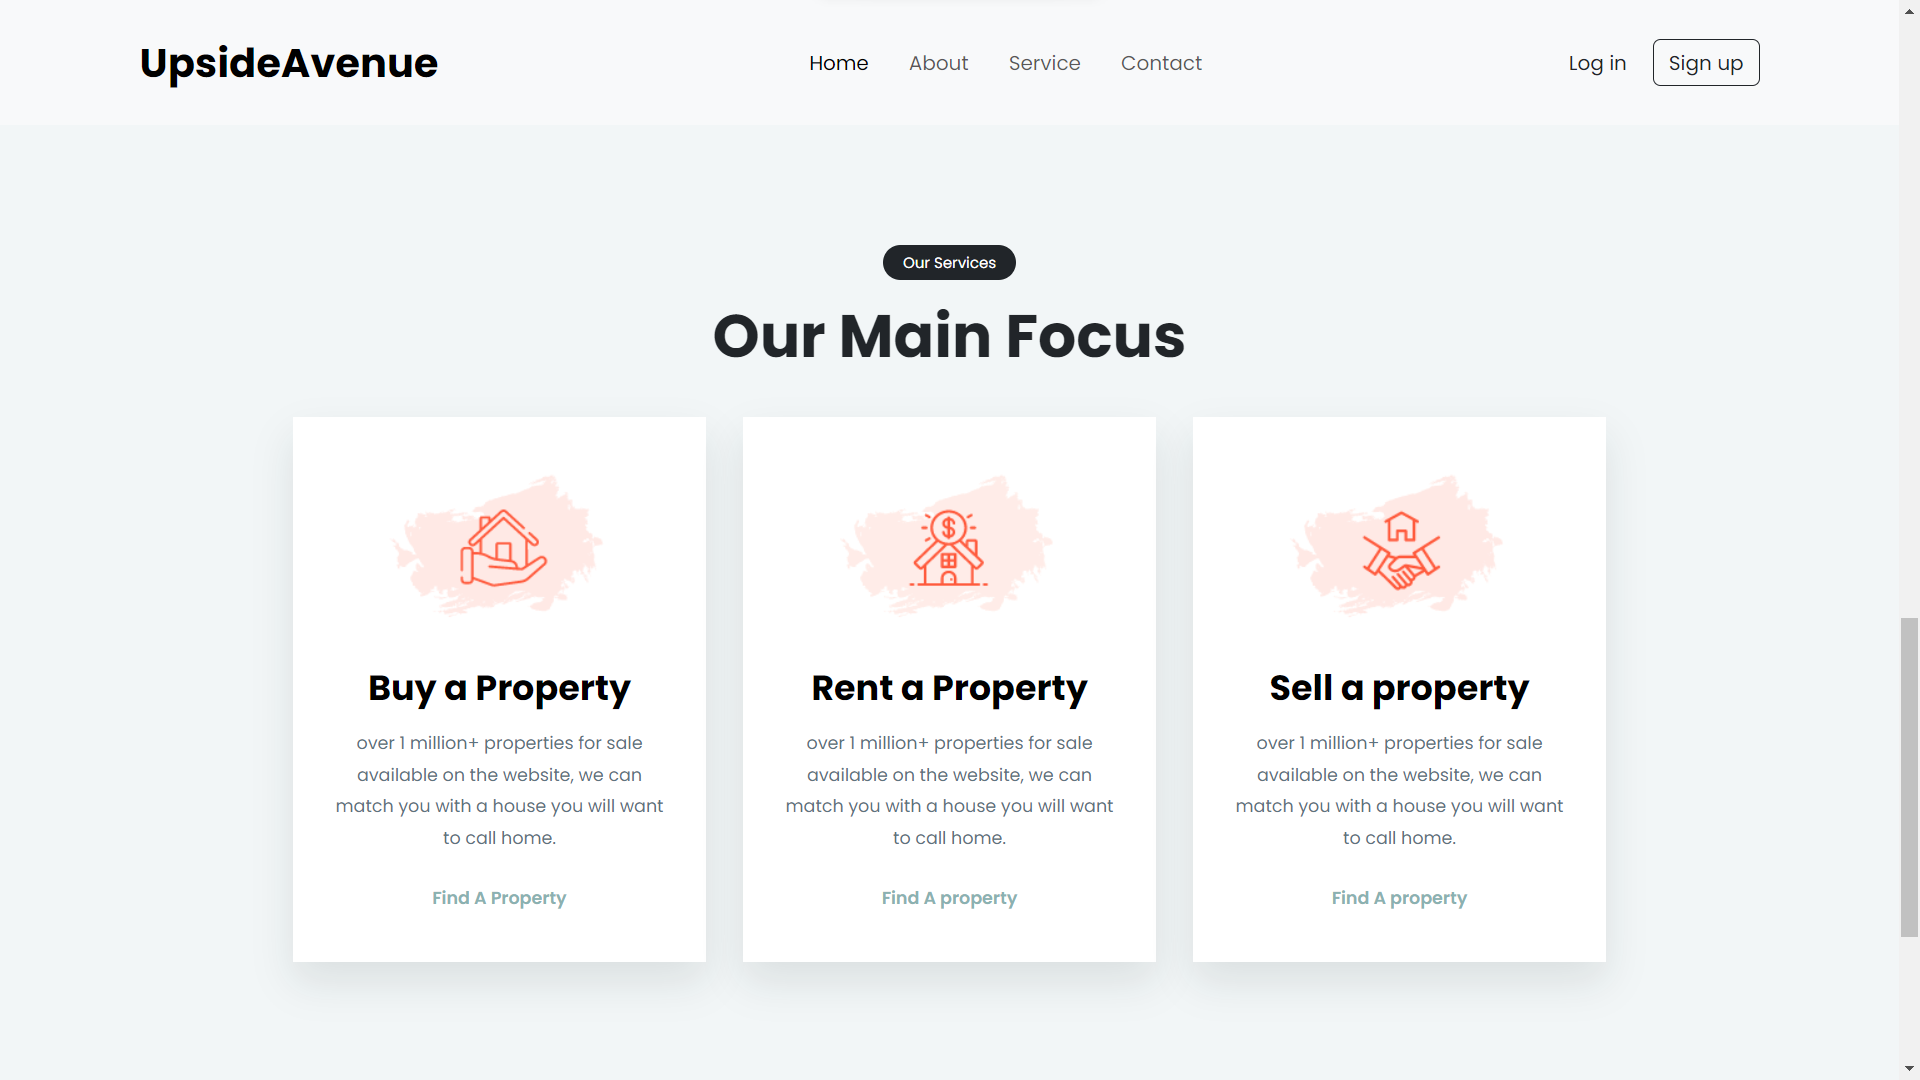 UpsideAvenue
Home
About
Service
Contact
Log in
Sign up
Our Services
Our Main Focus
Buy a Property
over 1 million+ properties for sale
available on the website, we can
match you with a house you will want
to call home.
Find A Property
$
Rent a Property
over 1 million+ properties for sale
available on the website, we can
match you with a house you will want
to call home.
Find A property
Sell a property
over 1 million+ properties for sale
available on the website, we can
match you with a house you will want
to call home.
Find A property